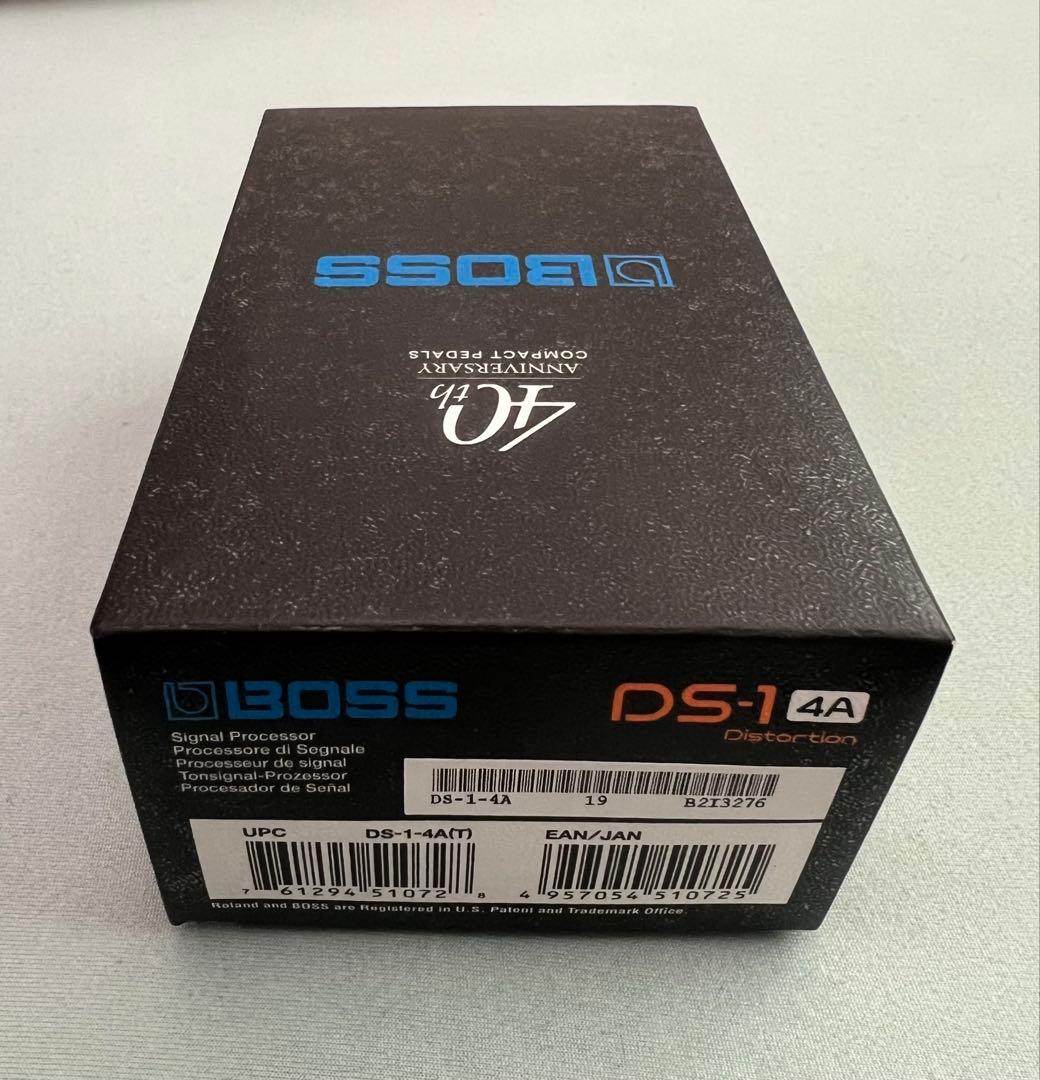 BOSS
40th
ANNIVERSARY
COMPACT PEDALS
BOSS
DS-1 4A
Distortion
Signal Processor
Processore di Segnale
Processeur de signal
Tonsignal-Prozessor
Procesador de Señal
DS-1-4A 19 B2I3276
UPC DS-1-4A(T) EAN/JAN
7 61294 51072 8 4 957054 510725
Roland and BOSS are Registered in U.S. Patent and Trademark Office.